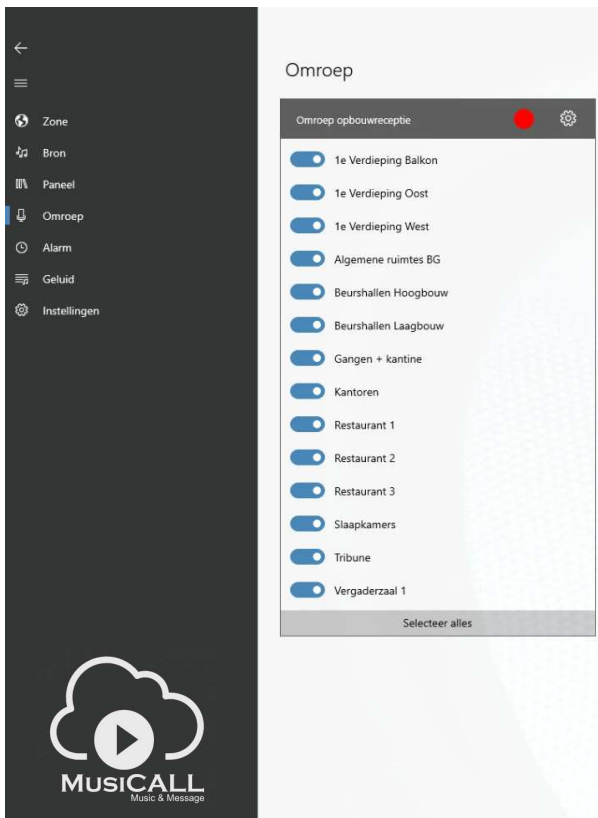 Zone
Bron
Paneel
Omroep
Alarm
Geluid
Instellingen
MUSICALL
Music & Message
Omroep
Omroep opbouwreceptie
1e Verdieping Balkon
1e Verdieping Oost
1e Verdieping West
Algemene ruimtes BG
Beurshallen Hoogbouw
Beurshallen Laagbouw
Gangen + kantine
Kantoren
Restaurant 1
Restaurant 2
Restaurant 3
Slaapkamers
Tribune
Vergaderzaal 1
Selecteer alles